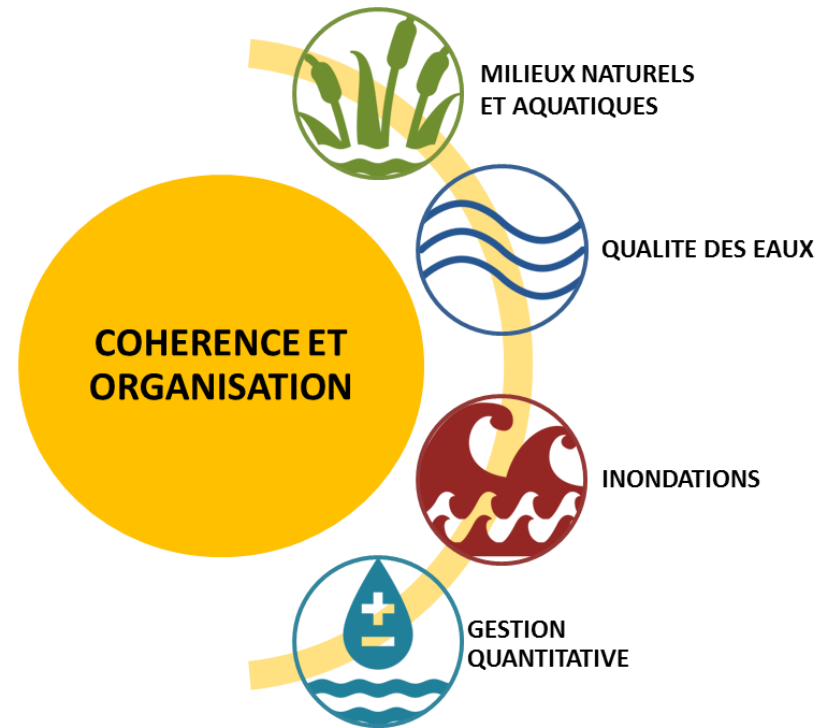 MILIEUX NATURELS
ET AQUATIQUES
QUALITE DES EAUX
COHERENCE ET
ORGANISATION
INONDATIONS
GESTION
QUANTITATIVE